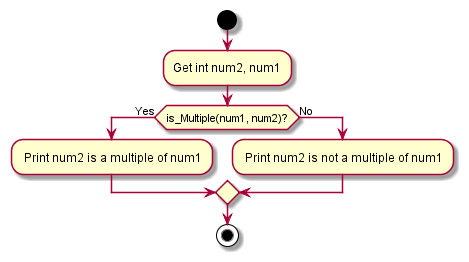 Get int num2, num1
Yes
is_Multiple(num1, num2)?
No
Print num2 is a multiple of num1
Print num2 is not a multiple of num1